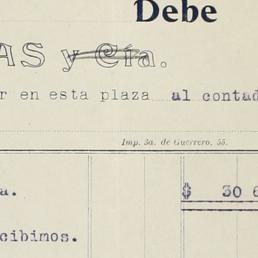 Debe
AS y Cía.
r en esta plaza al contad
Imp. 3a. de Guerrero, 55.
a. $ 30 6
cibimos.